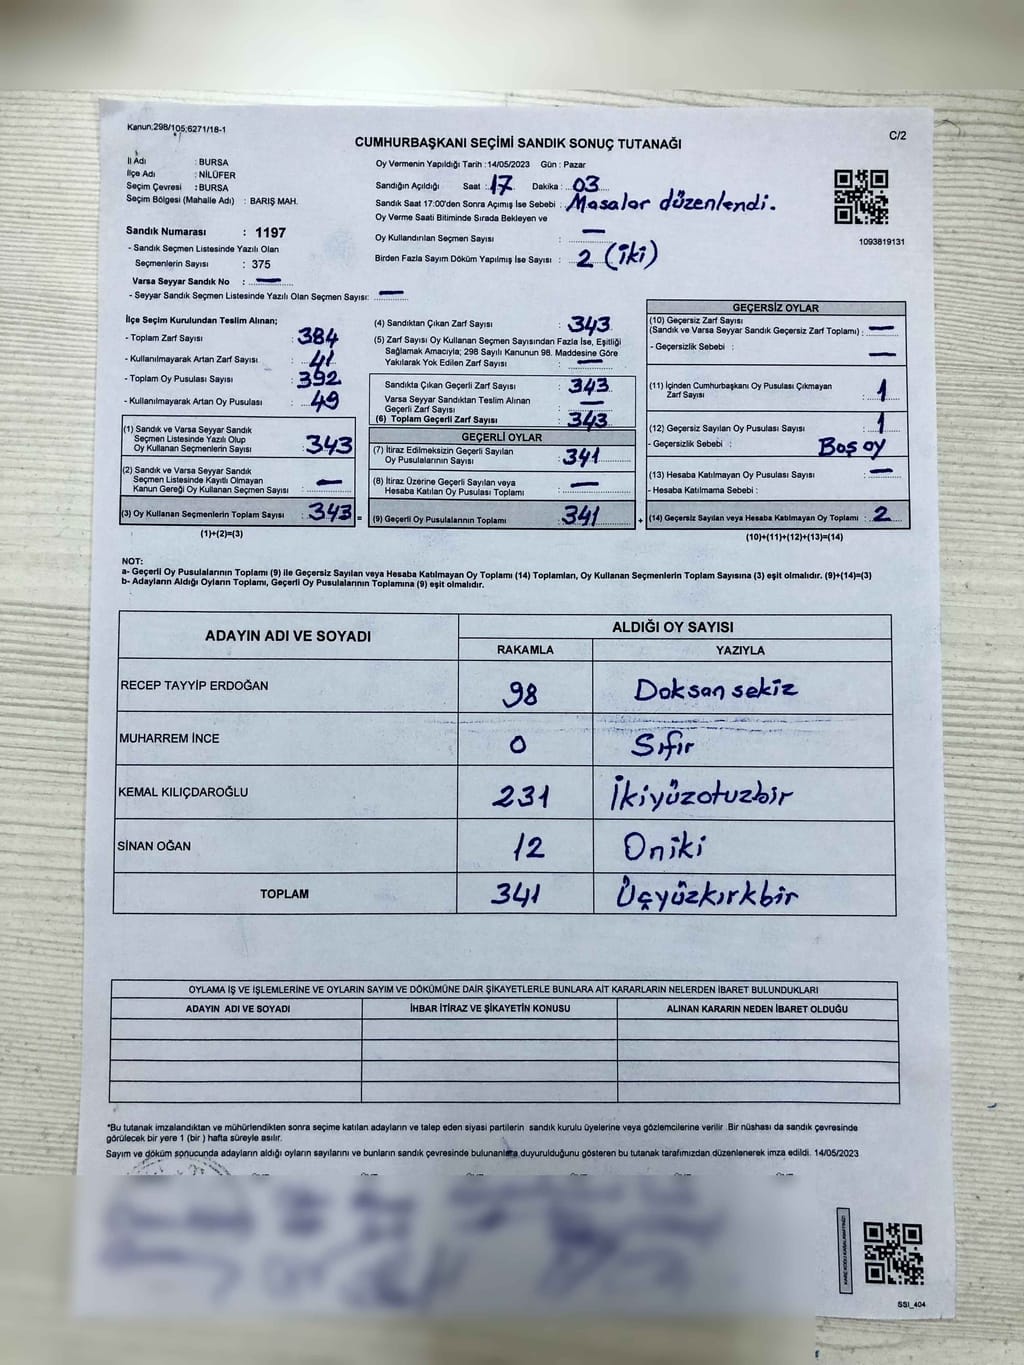 Kanun:298/105;6271/18-1
C/2
CUMHURBAŞKANI SEÇİMİ SANDIK SONUÇ TUTANAĞI
İl Adı : BURSA
İlçe Adı : NİLÜFER
Seçim Çevresi : BURSA
Seçim Bölgesi (Mahalle Adı) : BARIŞ MAH.
Sandık Numarası : 1197
- Sandık Seçmen Listesinde Yazılı Olan
Seçmenlerin Sayısı : 375
Varsa Seyyar Sandık No : —
- Seyyar Sandık Seçmen Listesinde Yazılı Olan Seçmen Sayısı: —
Oy Vermenin Yapıldığı Tarih :14/05/2023 Gün : Pazar
Sandığın Açıldığı Saat : 17 Dakika : 03
Sandık Saat 17:00'den Sonra Açımış İse Sebebi : Masalar düzenlendi.
Oy Verme Saati Bitiminde Sırada Bekleyen ve
Oy Kullandırılan Seçmen Sayısı : —
Birden Fazla Sayım Döküm Yapılmış İse Sayısı : 2 (iki)
1093819131
İlçe Seçim Kurulundan Teslim Alınan;
- Toplam Zarf Sayısı : 384
- Kullanılmayarak Artan Zarf Sayısı : 41
- Toplam Oy Pusulası Sayısı : 392
- Kullanılmayarak Artan Oy Pusulası : 49
(1) Sandık ve Varsa Seyyar Sandık
Seçmen Listesinde Yazılı Olup
Oy Kullanan Seçmenlerin Sayısı : 343
(2) Sandık ve Varsa Seyyar Sandık
Seçmen Listesinde Kayıtlı Olmayan
Kanun Gereği Oy Kullanan Seçmen Sayısı : —
(3) Oy Kullanan Seçmenlerin Toplam Sayısı : 343 =
(1)+(2)=(3)
(4) Sandıktan Çıkan Zarf Sayısı : 343
(5) Zarf Sayısı Oy Kullanan Seçmen Sayısından Fazla İse, Eşitliği
Sağlamak Amacıyla; 298 Sayılı Kanunun 98. Maddesine Göre
Yakılarak Yok Edilen Zarf Sayısı : —
Sandıkta Çıkan Geçerli Zarf Sayısı : 343
Varsa Seyyar Sandıktan Teslim Alınan
Geçerli Zarf Sayısı : —
(6) Toplam Geçerli Zarf Sayısı : 343
GEÇERLİ OYLAR
(7) İtiraz Edilmeksizin Geçerli Sayılan
Oy Pusulalarının Sayısı : 341
(8) İtiraz Üzerine Geçerli Sayılan veya
Hesaba Katılan Oy Pusulası Toplamı : —
(9) Geçerli Oy Pusulalarının Toplamı : 341 +
GEÇERSİZ OYLAR
(10) Geçersiz Zarf Sayısı
(Sandık ve Varsa Seyyar Sandık Geçersiz Zarf Toplamı) : —
- Geçersizlik Sebebi : —
(11) İçinden Cumhurbaşkanı Oy Pusulası Çıkmayan
Zarf Sayısı : 1
(12) Geçersiz Sayılan Oy Pusulası Sayısı : 1
- Geçersizlik Sebebi : Boş oy
(13) Hesaba Katılmayan Oy Pusulası Sayısı : —
- Hesaba Katılmama Sebebi :
(14) Geçersiz Sayılan veya Hesaba Katılmayan Oy Toplamı : 2
(10)+(11)+(12)+(13)=(14)
NOT:
a- Geçerli Oy Pusulalarının Toplamı (9) ile Geçersiz Sayılan veya Hesaba Katılmayan Oy Toplamı (14) Toplamları, Oy Kullanan Seçmenlerin Toplam Sayısına (3) eşit olmalıdır. (9)+(14)=(3)
b- Adayların Aldığı Oyların Toplamı, Geçerli Oy Pusulalarının Toplamına (9) eşit olmalıdır.
ADAYIN ADI VE SOYADI ALDIĞI OY SAYISI
RAKAMLA YAZIYLA
RECEP TAYYİP ERDOĞAN 98 Doksan sekiz
MUHARREM İNCE 0 Sıfır
KEMAL KILIÇDAROĞLU 231 İkiyüzotuzbir
SİNAN OĞAN 12 Oniki
TOPLAM 341 Üçyüzkırkbir
OYLAMA İŞ VE İŞLEMLERİNE VE OYLARIN SAYIM VE DÖKÜMÜNE DAİR ŞİKAYETLERLE BUNLARA AİT KARARLARIN NELERDEN İBARET BULUNDUKLARI
ADAYIN ADI VE SOYADI İHBAR İTİRAZ VE ŞİKAYETİN KONUSU ALINAN KARARIN NEDEN İBARET OLDUĞU
*Bu tutanak imzalandıktan ve mühürlendikten sonra seçime katılan adayların ve talep eden siyasi partilerin sandık kurulu üyelerine veya gözlemcilerine verilir .Bir nüshası da sandık çevresinde
görülecek bir yere 1 (bir ) hafta süreyle asılır.
Sayım ve döküm sonucunda adayların aldığı oyların sayılarını ve bunların sandık çevresinde bulunanlara duyurulduğunu gösteren bu tutanak tarafımızdan düzenlenerek imza edildi. 14/05/2023
SSI_404